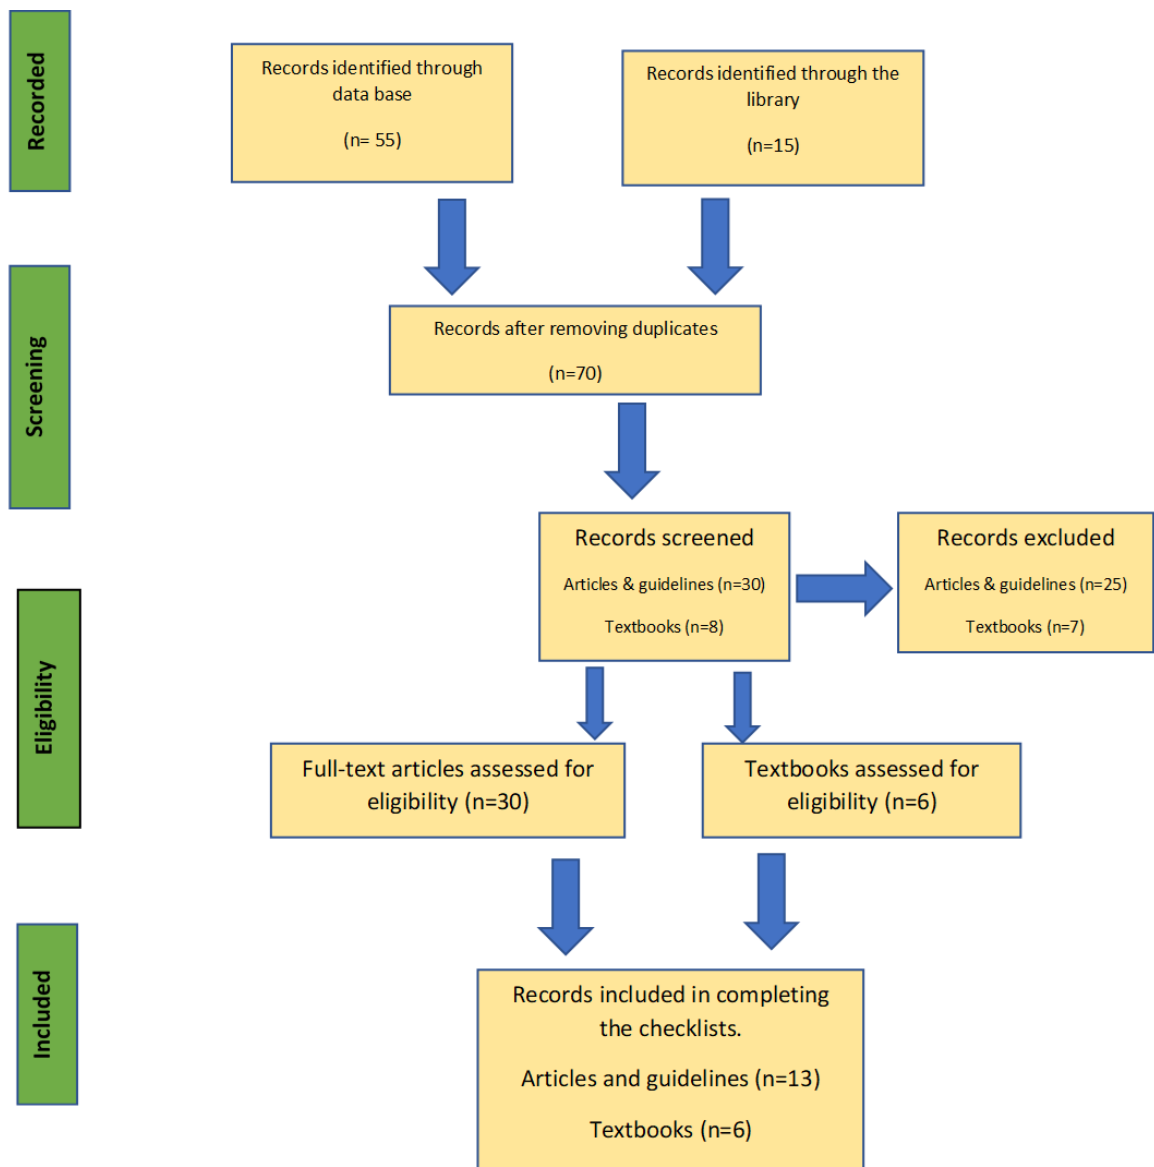 Recorded
Records identified through
data base
(n= 55)
Records identified through the
library
(n=15)
Screening
Records after removing duplicates
(n=70)
Records screened
Articles & guidelines (n=30)
Textbooks (n=8)
Records excluded
Articles & guidelines (n=25)
Textbooks (n=7)
Eligibility
Full-text articles assessed for
eligibility (n=30)
Textbooks assessed for
eligibility (n=6)
Included
Records included in completing
the checklists.
Articles and guidelines (n=13)
Textbooks (n=6)